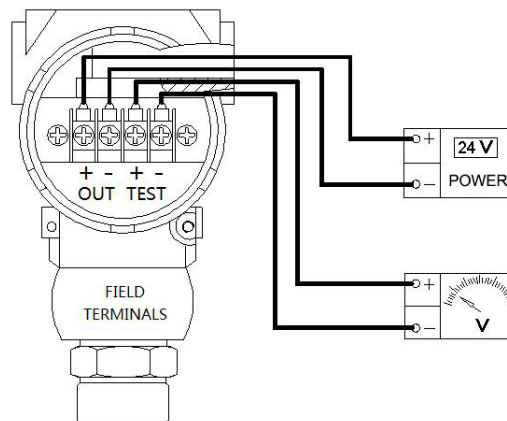 + - + -
OUT TEST
FIELD
TERMINALS
+ 24 V
- POWER
+
- V